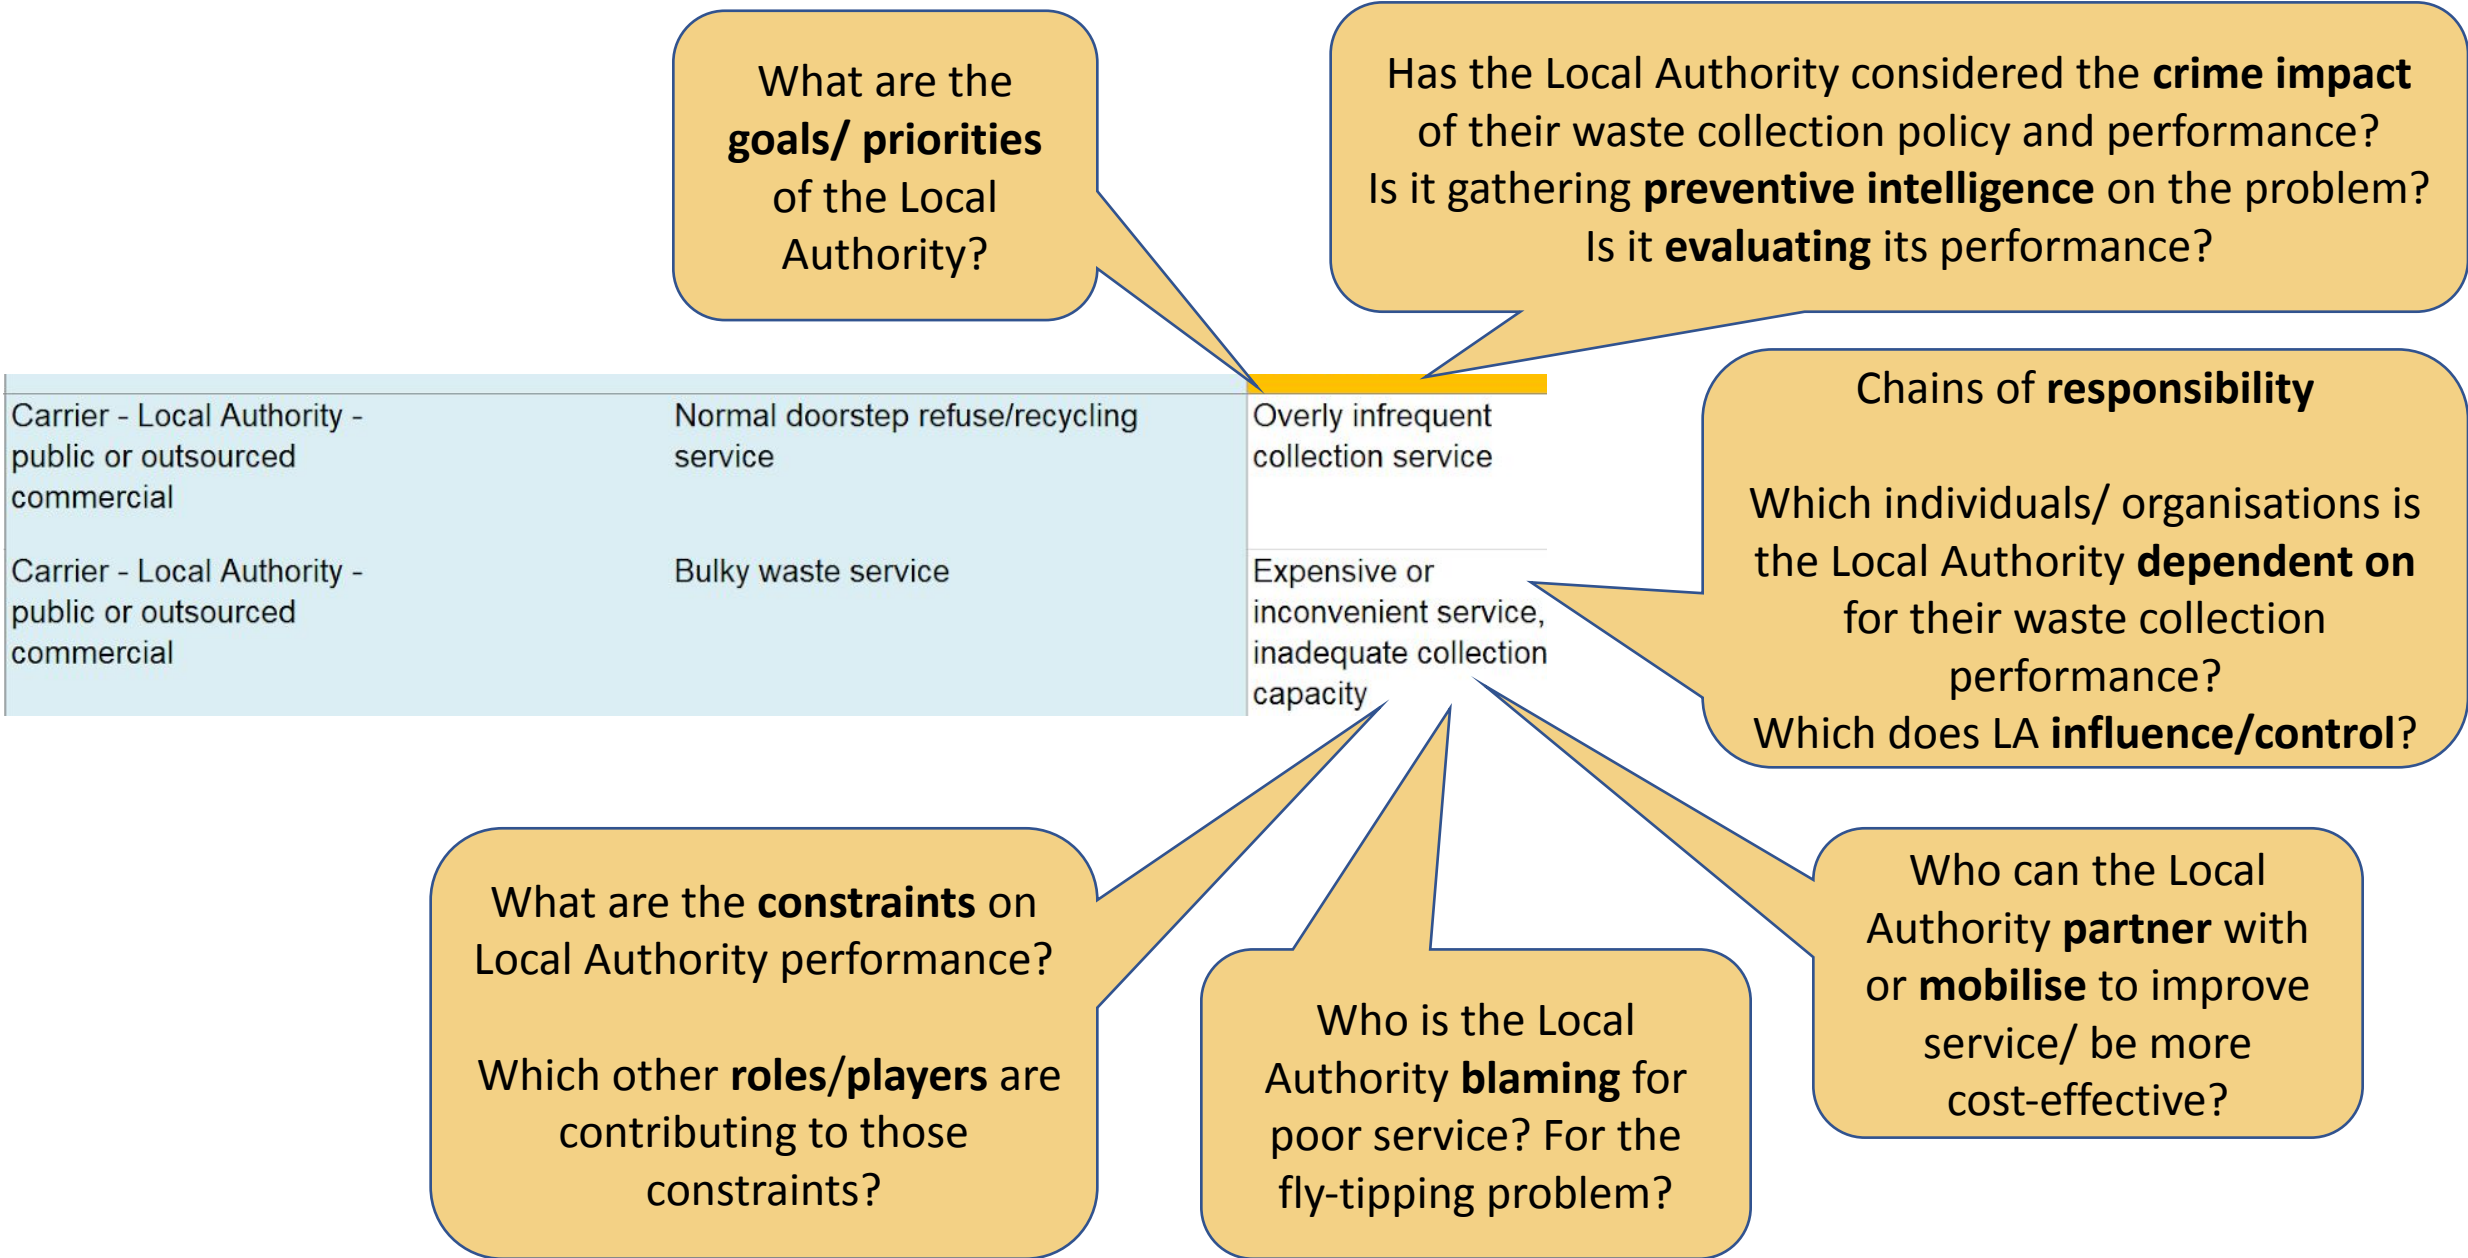 What are the
goals/ priorities
of the Local
Authority?
Has the Local Authority considered the crime impact
of their waste collection policy and performance?
Is it gathering preventive intelligence on the problem?
Is it evaluating its performance?
Carrier - Local Authority -
public or outsourced
commercial
Normal doorstep refuse/recycling
service
Overly infrequent
collection service
Carrier - Local Authority -
public or outsourced
commercial
Bulky waste service
Expensive or
inconvenient service,
inadequate collection
capacity
Chains of responsibility
Which individuals/ organisations is
the Local Authority dependent on
for their waste collection
performance?
Which does LA influence/control?
What are the constraints on
Local Authority performance?
Which other roles/players are
contributing to those
constraints?
Who is the Local
Authority blaming for
poor service? For the
fly-tipping problem?
Who can the Local
Authority partner with
or mobilise to improve
service/ be more
cost-effective?